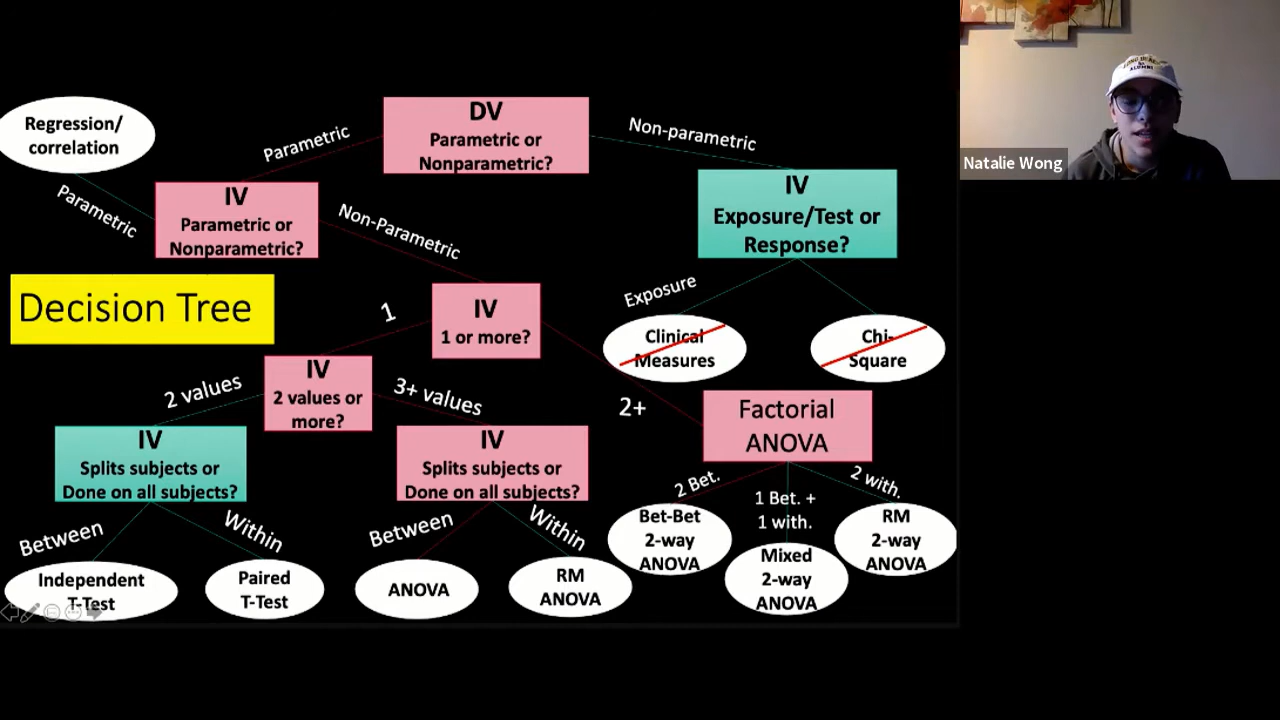 DV
Parametric or
Nonparametric?
Regression/
correlation
Parametric
Non-parametric
Parametric
IV
Parametric or
Nonparametric?
Non-Parametric
IV
Exposure/Test or
Response?
Decision Tree
1
IV
1 or more?
Exposure
Clinical
Measures
Chi-
Square
2 values
IV
2 values or
more?
3+ values
2+
Factorial
ANOVA
IV
Splits subjects or
Done on all subjects?
IV
Splits subjects or
Done on all subjects?
2 Bet.
1 Bet. +
1 with.
2 with.
Between
Within
Between
Within
Bet-Bet
2-way
ANOVA
Mixed
2-way
ANOVA
RM
2-way
ANOVA
Independent
T-Test
Paired
T-Test
ANOVA
RM
ANOVA
ALUMNI
Natalie Wong